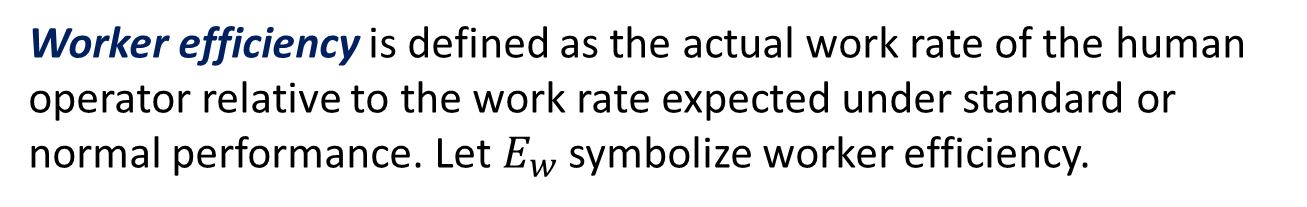 Worker efficiency is defined as the actual work rate of the human
operator relative to the work rate expected under standard or
normal performance. Let E_w symbolize worker efficiency.